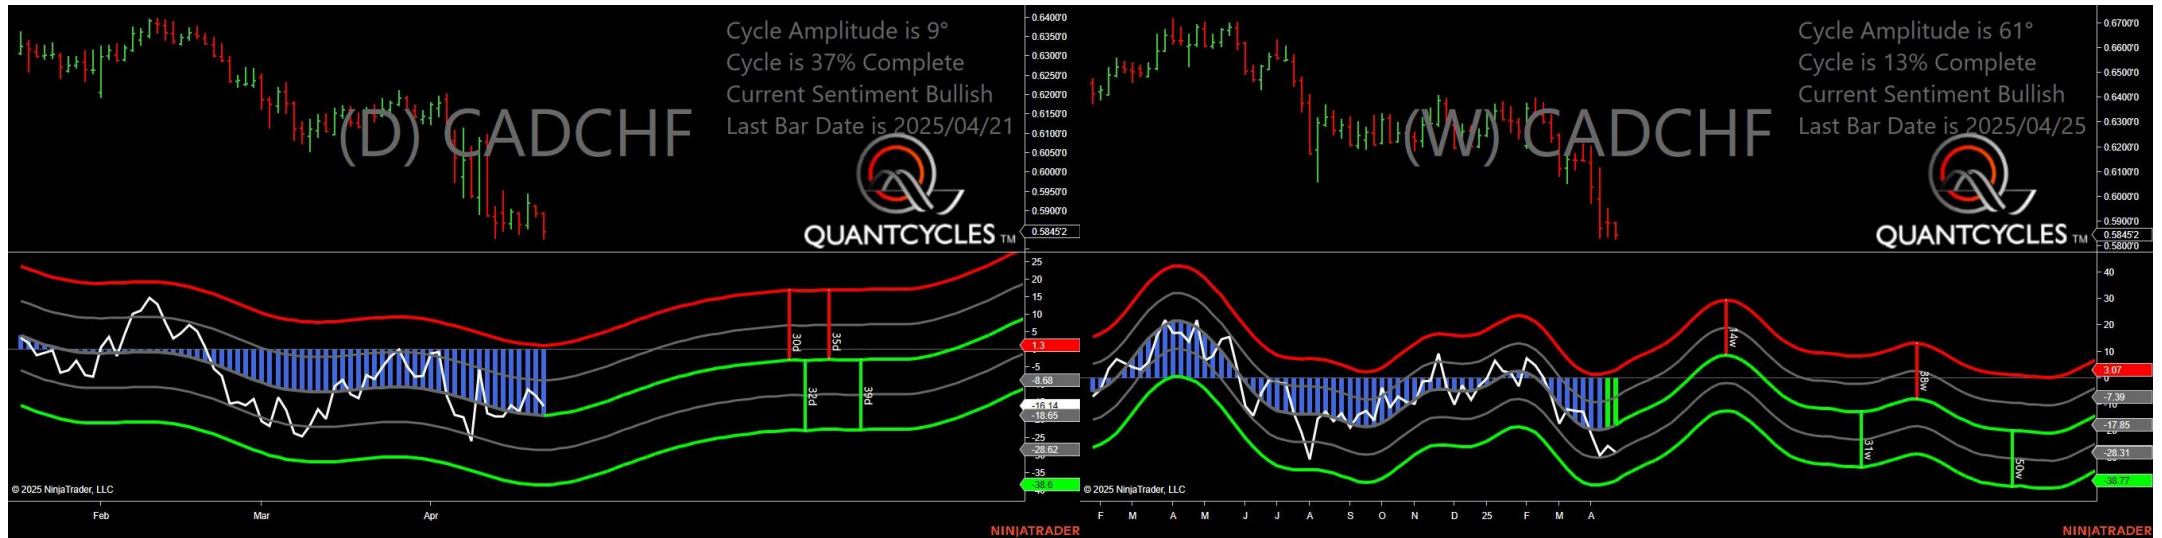 Cycle Amplitude is 9°
Cycle is 37% Complete
Current Sentiment Bullish
Last Bar Date is 2025/04/21
(D) CADCHF
QUANTCYCLES TM
0.6400'0
0.6350'0
0.6300'0
0.6250'0
0.6200'0
0.6150'0
0.6100'0
0.6050'0
0.6000'0
0.5950'0
0.5900'0
0.5845'2
25
20
15
10
5
1.3
-5
-8.68
-16.14
-18.65
-25
-28.62
-35
-38.6
30d
35d
32d
39d
© 2025 NinjaTrader, LLC
Feb Mar Apr
NINJATRADER
Cycle Amplitude is 61°
Cycle is 13% Complete
Current Sentiment Bullish
Last Bar Date is 2025/04/25
(W) CADCHF
QUANTCYCLES TM
0.6700'0
0.6600'0
0.6500'0
0.6400'0
0.6300'0
0.6200'0
0.6100'0
0.6000'0
0.5900'0
0.5845'2
0.5800'0
40
30
20
10
3.07
0
-7.39
-17.85
-28.31
-38.77
14w
38w
31w
50w
© 2025 NinjaTrader, LLC
F M A M J J A S O N D 25 F M A
NINJATRADER